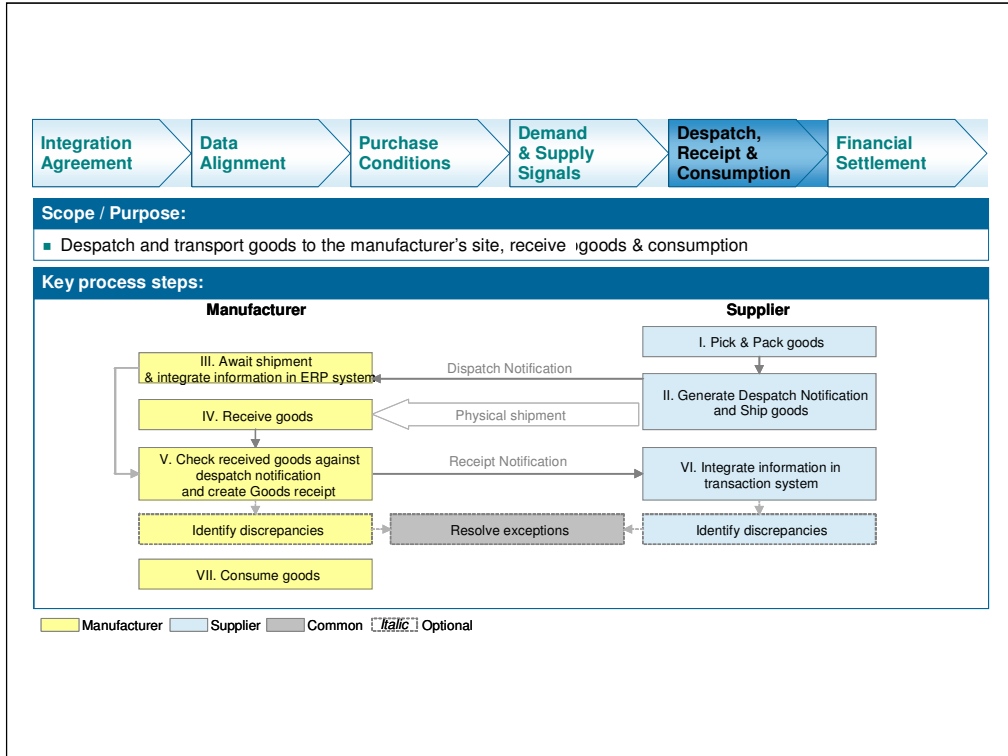 Integration
Agreement
Data
Alignment
Purchase
Conditions
Demand
& Supply
Signals
Despatch,
Receipt &
Consumption
Financial
Settlement
Scope / Purpose:
Despatch and transport goods to the manufacturer's site, receive goods & consumption
Key process steps:
Manufacturer
Supplier
I. Pick & Pack goods
III. Await shipment
& integrate information in ERP system
Dispatch Notification
II. Generate Despatch Notification
and Ship goods
IV. Receive goods
Physical shipment
V. Check received goods against
despatch notification
and create Goods receipt
Receipt Notification
VI. Integrate information in
transaction system
Identify discrepancies
Resolve exceptions
Identify discrepancies
VII. Consume goods
Manufacturer
Supplier
Common
Italic
Optional